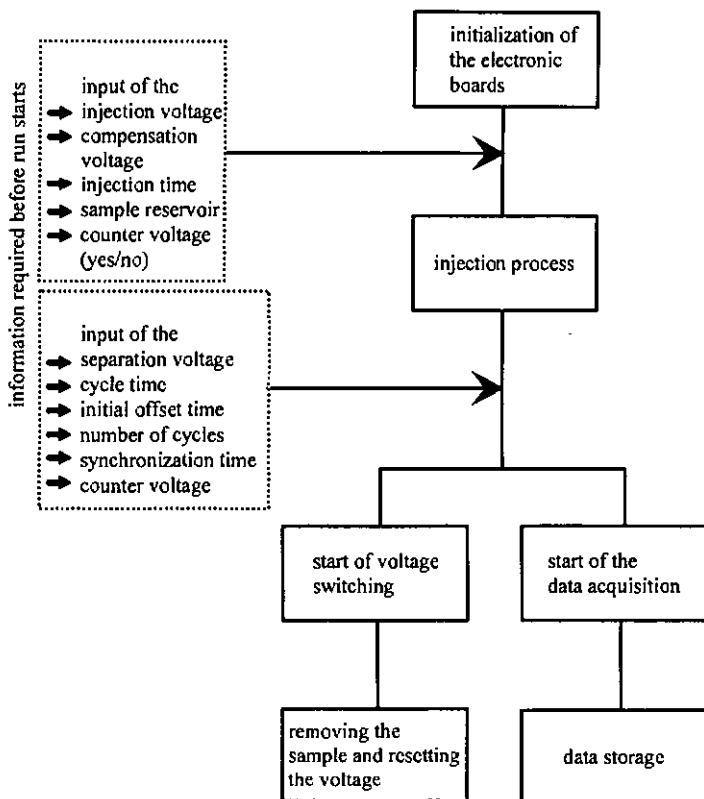 initialization of
the electronic
boards
information required before run starts
input of the
injection voltage
compensation
voltage
injection time
sample reservoir
counter voltage
(yes/no)
injection process
input of the
separation voltage
cycle time
initial offset time
number of cycles
synchronization time
counter voltage
start of voltage
switching
start of the
data acquisition
removing the
sample and resetting
the voltage
data storage